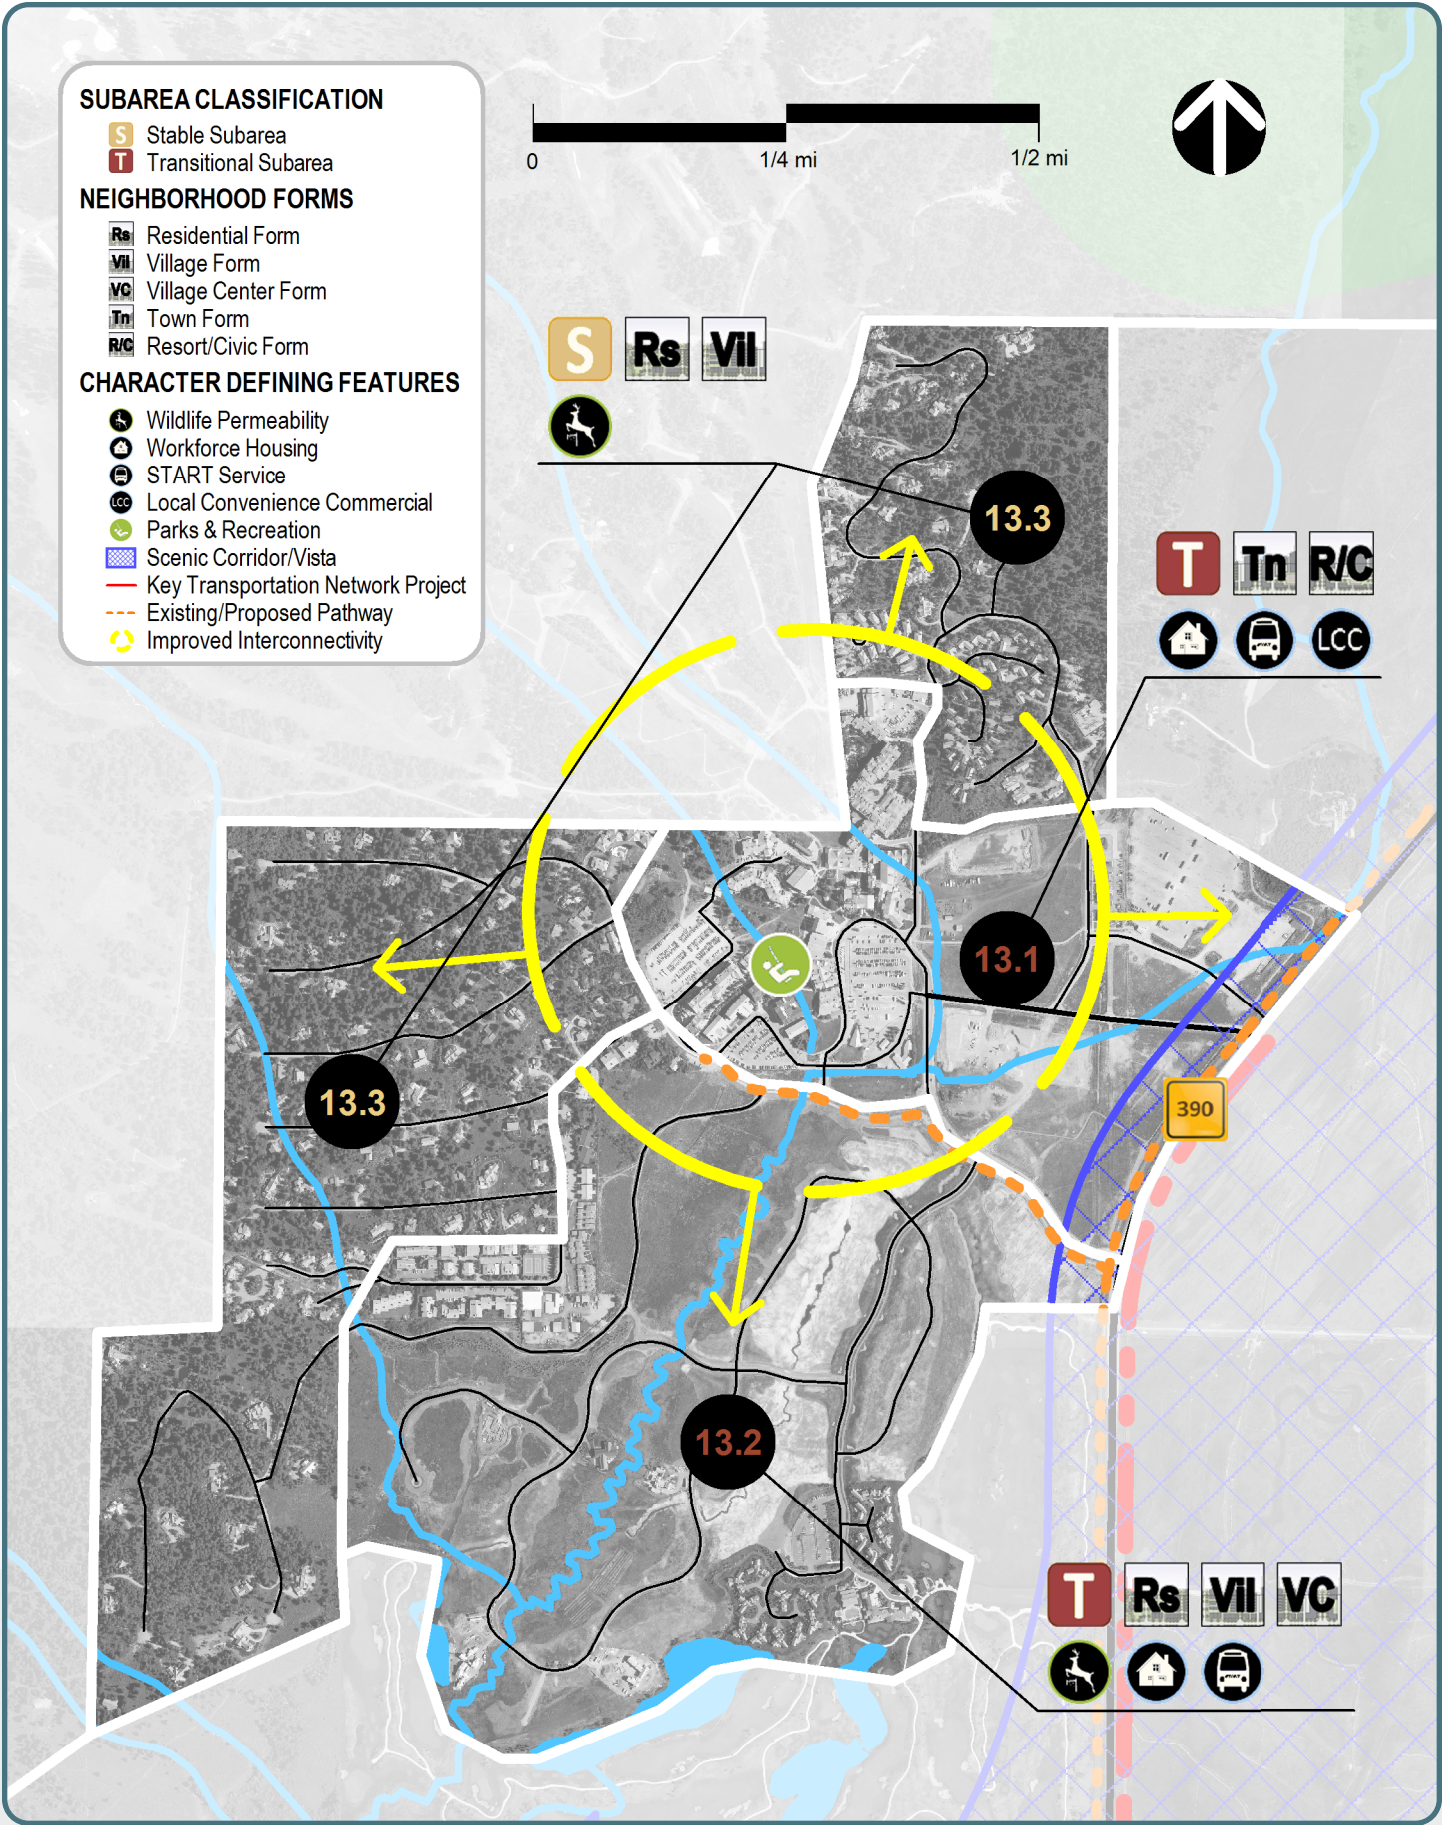 SUBAREA CLASSIFICATION
S Stable Subarea
T Transitional Subarea
NEIGHBORHOOD FORMS
Rs Residential Form
Vil Village Form
VC Village Center Form
Tn Town Form
R/C Resort/Civic Form
CHARACTER DEFINING FEATURES
Wildlife Permeability
Workforce Housing
START Service
LCC Local Convenience Commercial
Parks & Recreation
Scenic Corridor/Vista
Key Transportation Network Project
Existing/Proposed Pathway
Improved Interconnectivity
0 1/4 mi 1/2 mi
S Rs Vil
13.3
T Tn R/C
LCC
13.1
13.3
390
13.2
T Rs Vil VC